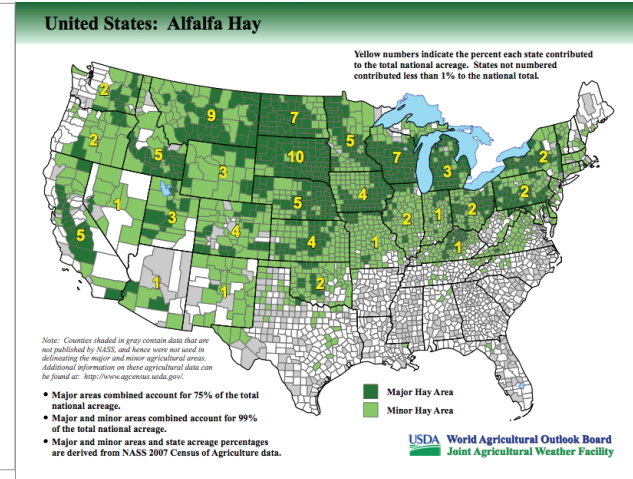 United States: Alfalfa Hay
Yellow numbers indicate the percent each state contributed
to the total national acreage. States not numbered
contributed less than 1% to the national total.
2
9
7
2
5
5
10
7
3
3
2
5
4
2
1
3
4
5
2
1
2
5
4
1
1
1
1
2
Note: Counties shaded in gray contain data that are
not published by NASS, and hence were not used in
delineating the major and minor agricultural areas.
Additional information on these agricultural data can
be found at: http://www.agcensus.usda.gov/.
• Major areas combined account for 75% of the total
national acreage.
• Major and minor areas combined account for 99%
of the total national acreage.
• Major and minor areas and state acreage percentages
are derived from NASS 2007 Census of Agriculture data.
Major Hay Area
Minor Hay Area
USDA World Agricultural Outlook Board
Joint Agricultural Weather Facility